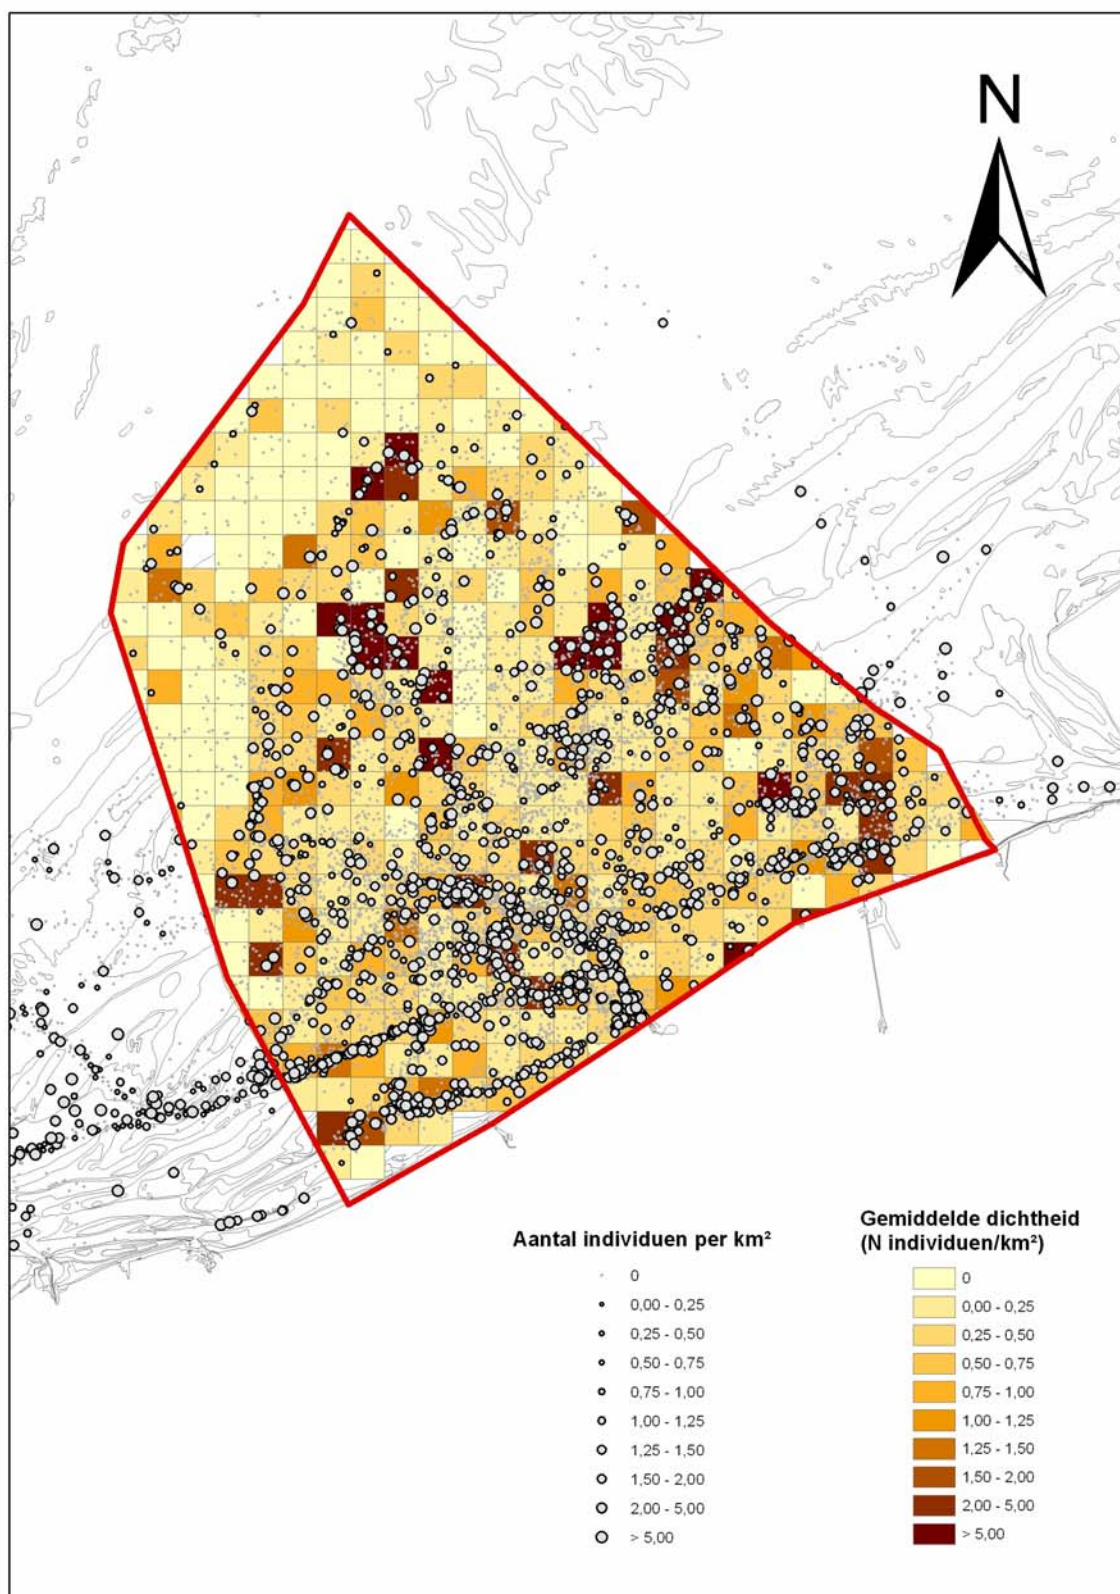 N
Aantal individuen per km²
0
0,00 - 0,25
0,25 - 0,50
0,50 - 0,75
0,75 - 1,00
1,00 - 1,25
1,25 - 1,50
1,50 - 2,00
2,00 - 5,00
> 5,00
Gemiddelde dichtheid
(N individuen/km²)
0
0,00 - 0,25
0,25 - 0,50
0,50 - 0,75
0,75 - 1,00
1,00 - 1,25
1,25 - 1,50
1,50 - 2,00
2,00 - 5,00
> 5,00